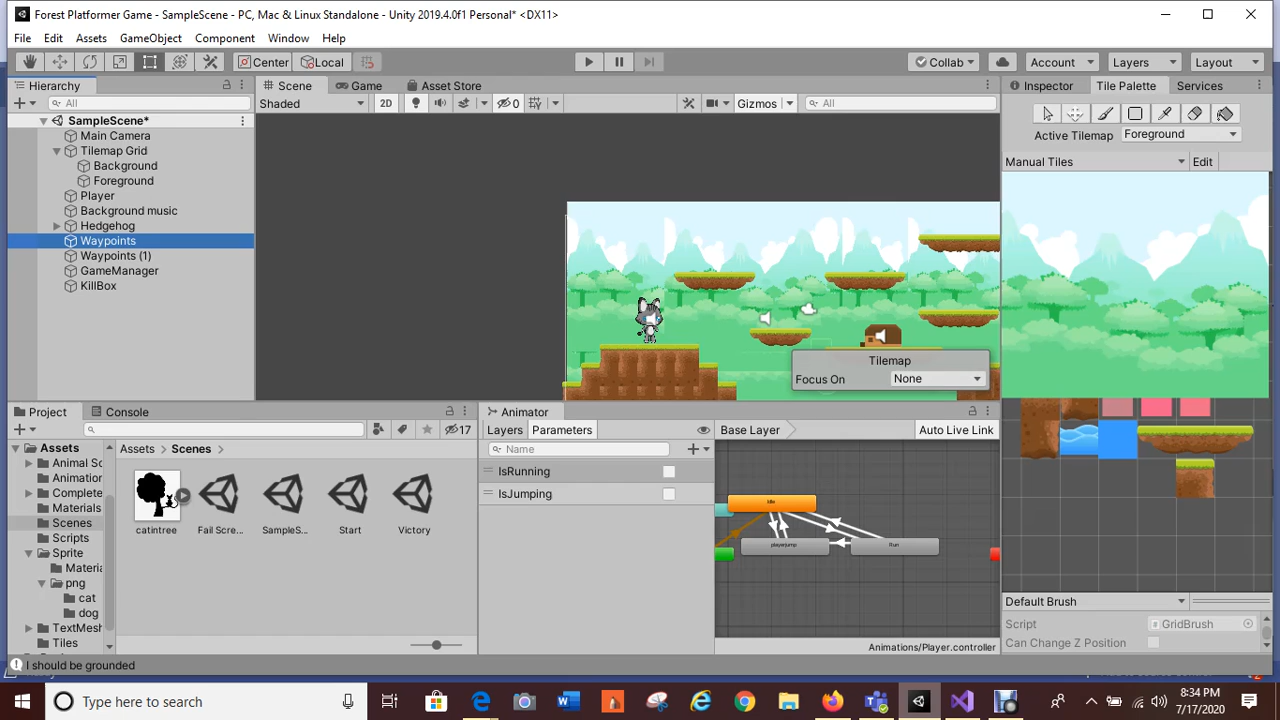 Forest Platformer Game - SampleScene - PC, Mac & Linux Standalone - Unity 2019.4.0f1 Personal* <DX11>
File Edit Assets GameObject Component Window Help
Center Local Collab Account Layers Layout
Hierarchy Scene Game Asset Store Inspector Tile Palette Services
All Shaded 2D 0 Gizmos All
SampleScene*
Main Camera
Tilemap Grid
Background
Foreground
Player
Background music
Hedgehog
Waypoints
Waypoints (1)
GameManager
KillBox
Active Tilemap Foreground
Manual Tiles Edit
Tilemap
Focus On None
Project Console
17
Assets
Animal Sc
Animation
Complete
Materials
Scenes
Scripts
Sprite
Materia
png
cat
dog
TextMesh
Tiles
Assets Scenes
catintree Fail Scre... SampleS... Start Victory
Animator
Layers Parameters Base Layer Auto Live Link
Name
IsRunning
IsJumping
Idle
playerjump Run
Animations/Player.controller
Default Brush
Script GridBrush
Can Change Z Position
I should be grounded
Type here to search
8:34 PM
7/17/2020